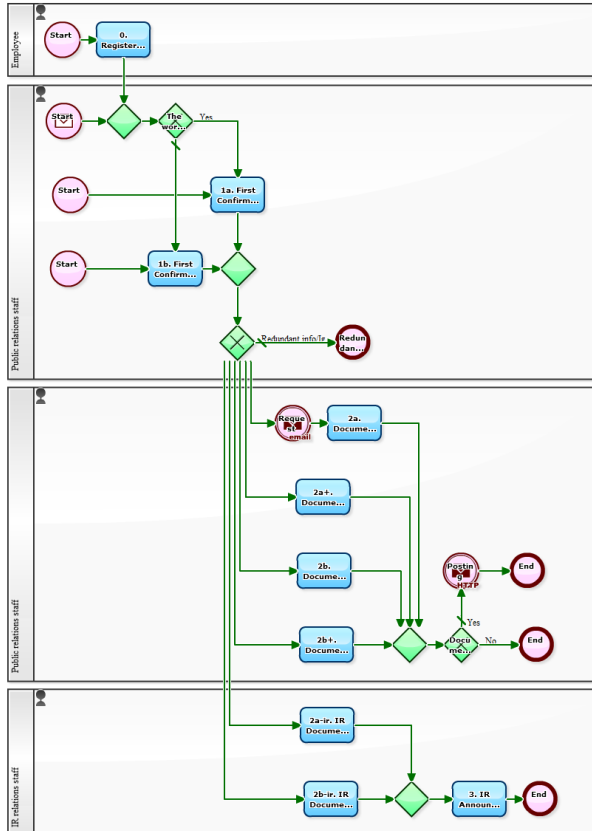 Employee
Start
0.
Register...
Public relations staff
Start
The
wor...
Yes
Start
1a. First
Confirm...
Start
1b. First
Confirm...
Redundant info/Te
Redun
dan...
Public relations staff
Reque
st
email
2a.
Docume...
2a+.
Docume...
2b.
Docume...
Postin
g
HTTP
End
2b+.
Docume...
Docu
me...
Yes
No
End
IR relations staff
2a-ir. IR
Docume...
2b-ir. IR
Docume...
3. IR
Announ...
End